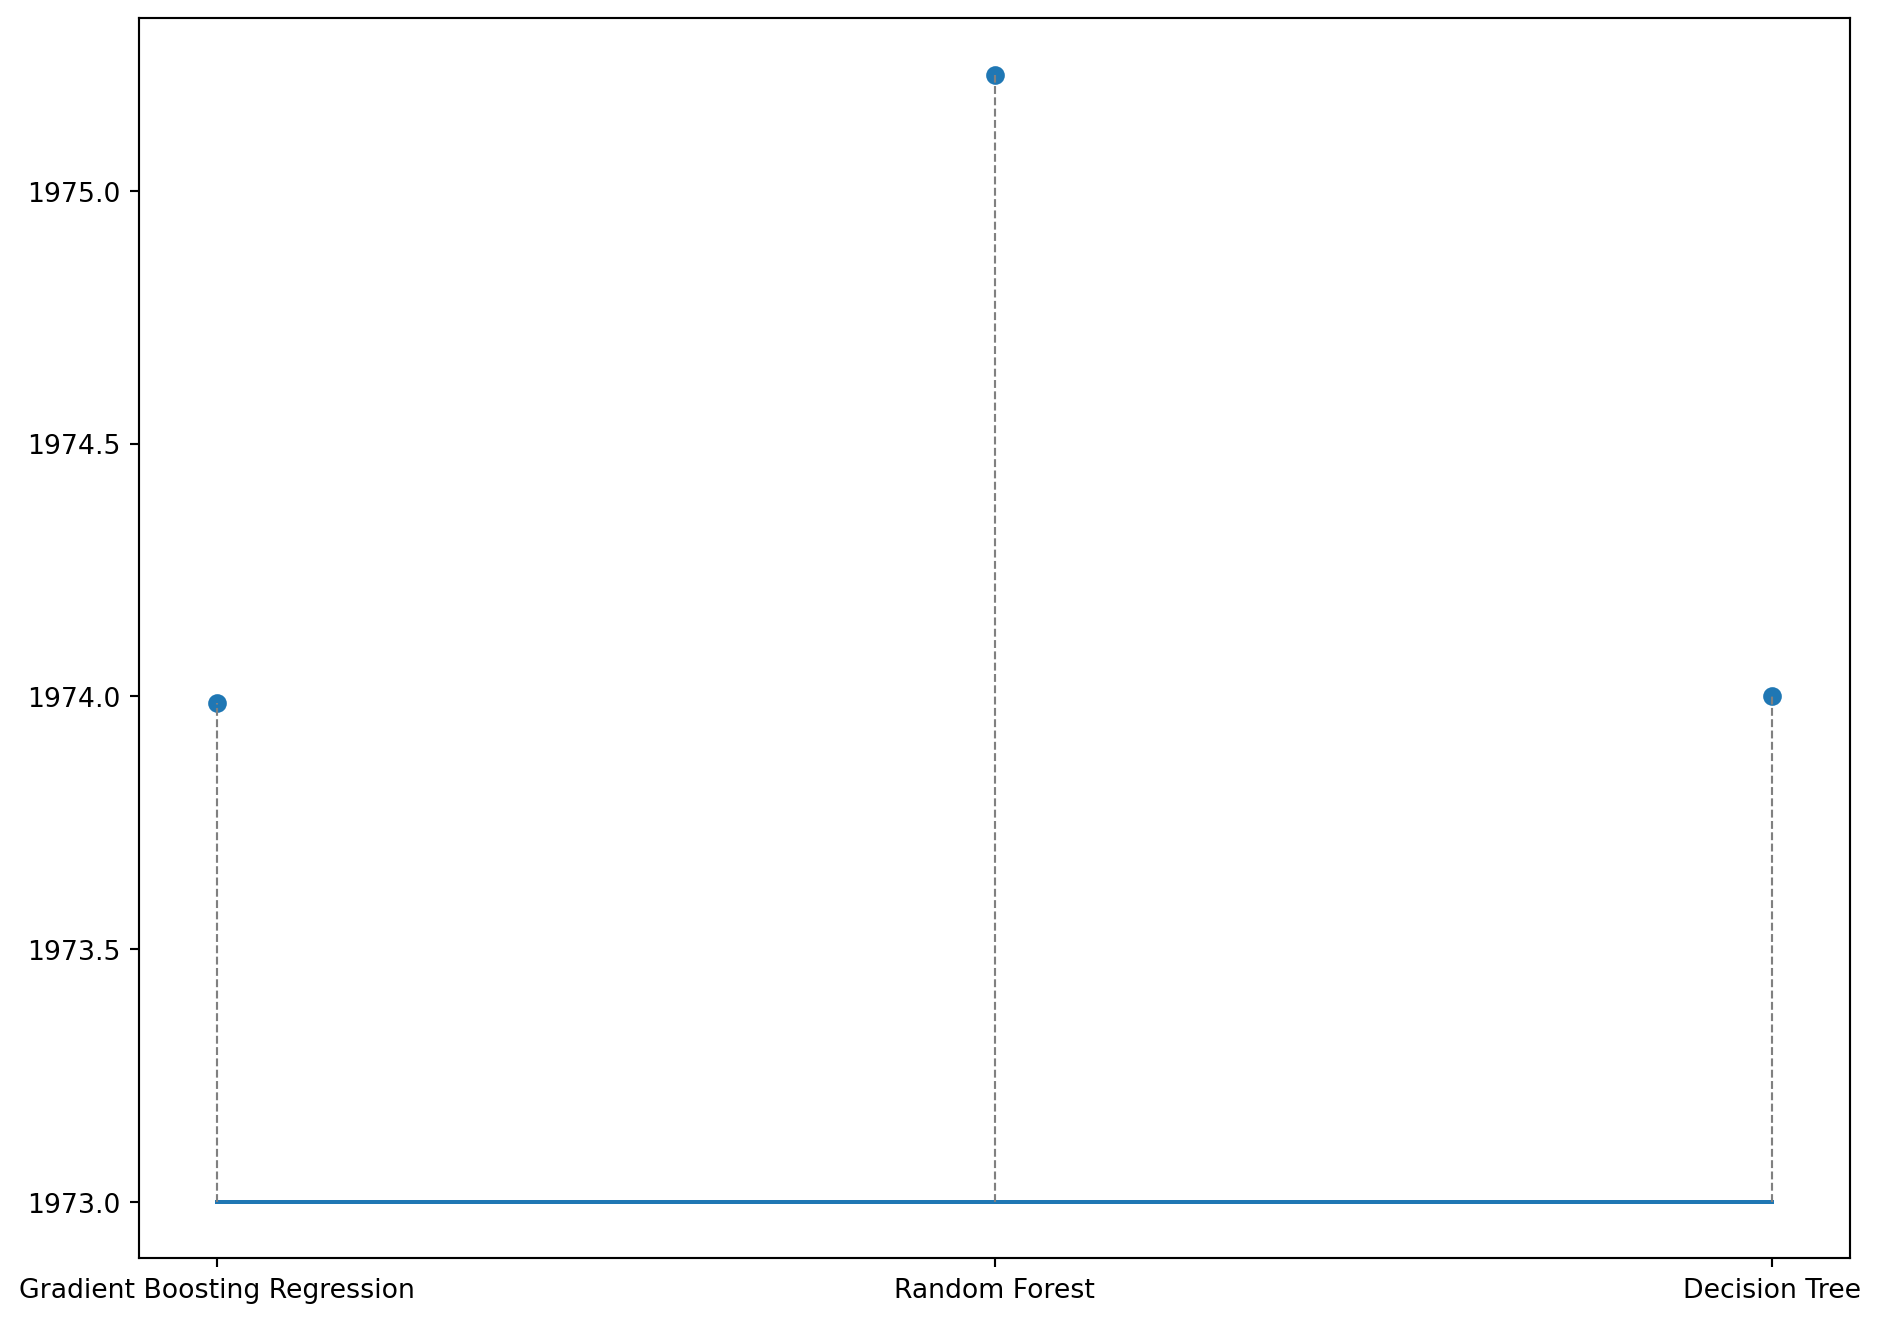 1975.0
1974.5
1974.0
1973.5
1973.0
Gradient Boosting Regression
Random Forest
Decision Tree